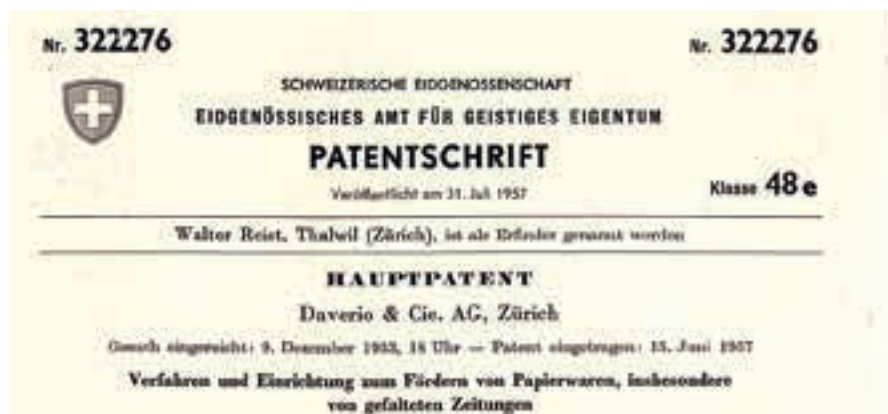 Nr. 322276 Nr. 322276
SCHWEIZERISCHE EIDGENOSSENSCHAFT
EIDGENÖSSISCHES AMT FÜR GEISTIGES EIGENTUM
PATENTSCHRIFT
Veröffentlicht am 31. Juli 1957
Klasse 48 e
Walter Reist, Thalwil (Zürich), ist als Erfinder genannt worden
HAUPTPATENT
Daverio & Cie. AG, Zürich
Gesuch eingereicht: 9. Dezember 1953, 18 Uhr — Patent eingetragen: 15. Juni 1957
Verfahren und Einrichtung zum Fördern von Papierwaren, insbesondere
von gefalteten Zeitungen